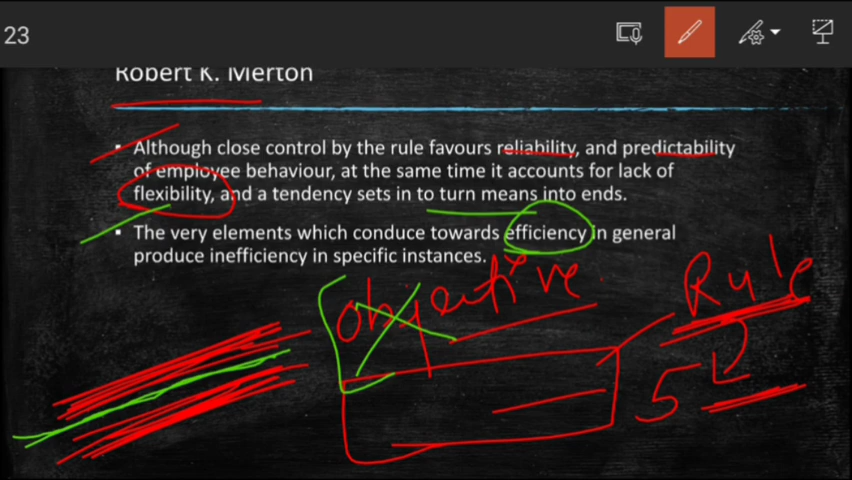 23
Robert K. Merton
Although close control by the rule favours reliability, and predictability
of employee behaviour, at the same time it accounts for lack of
flexibility, and a tendency sets in to turn means into ends.
The very elements which conduce towards efficiency in general
produce inefficiency in specific instances.
Objective
Rule